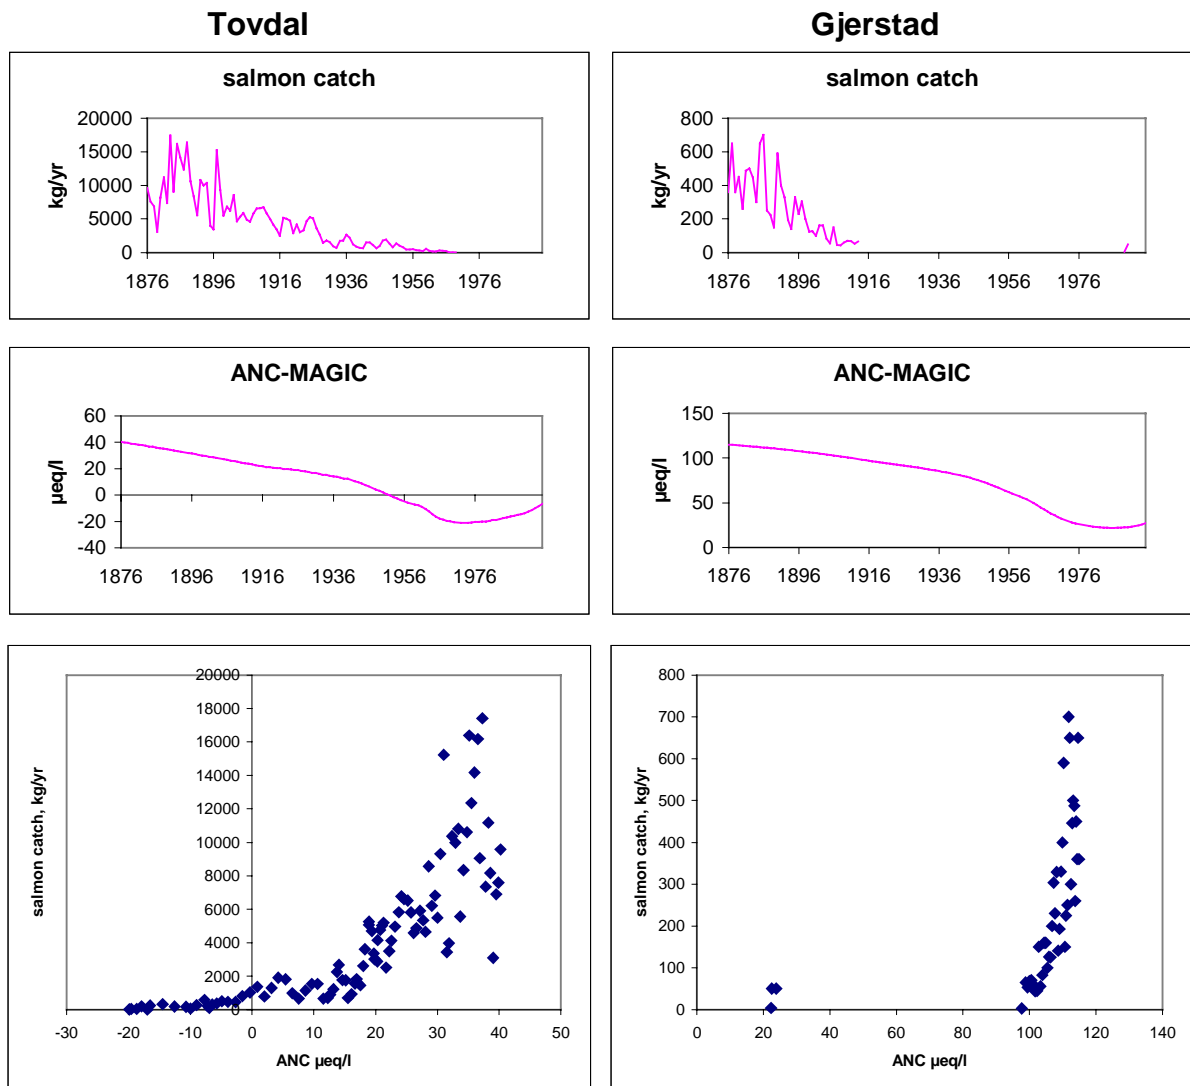 Tovdal
Gjerstad
salmon catch
kg/yr
20000
15000
10000
5000
0
1876 1896 1916 1936 1956 1976
salmon catch
kg/yr
800
600
400
200
0
1876 1896 1916 1936 1956 1976
ANC-MAGIC
µeq/l
60
40
20
0
-20
-40
1876 1896 1916 1936 1956 1976
ANC-MAGIC
µeq/l
150
100
50
0
1876 1896 1916 1936 1956 1976
salmon catch, kg/yr
20000
18000
16000
14000
12000
10000
8000
6000
4000
2000
0
-30 -20 -10 0 10 20 30 40 50
ANC µeq/l
salmon catch, kg/yr
800
700
600
500
400
300
200
100
0
0 20 40 60 80 100 120 140
ANC µeq/l